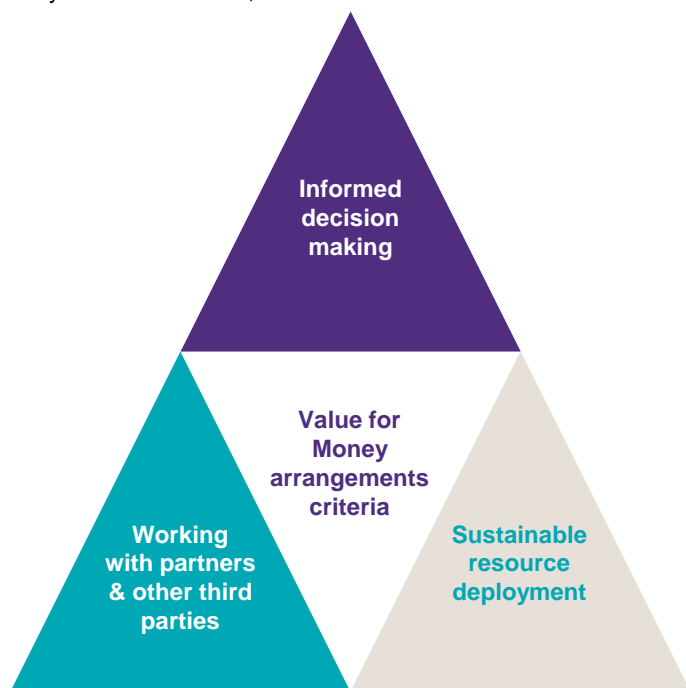 Informed
decision
making
Value for
Money
arrangements
criteria
Working
with partners
& other third
parties
Sustainable
resource
deployment